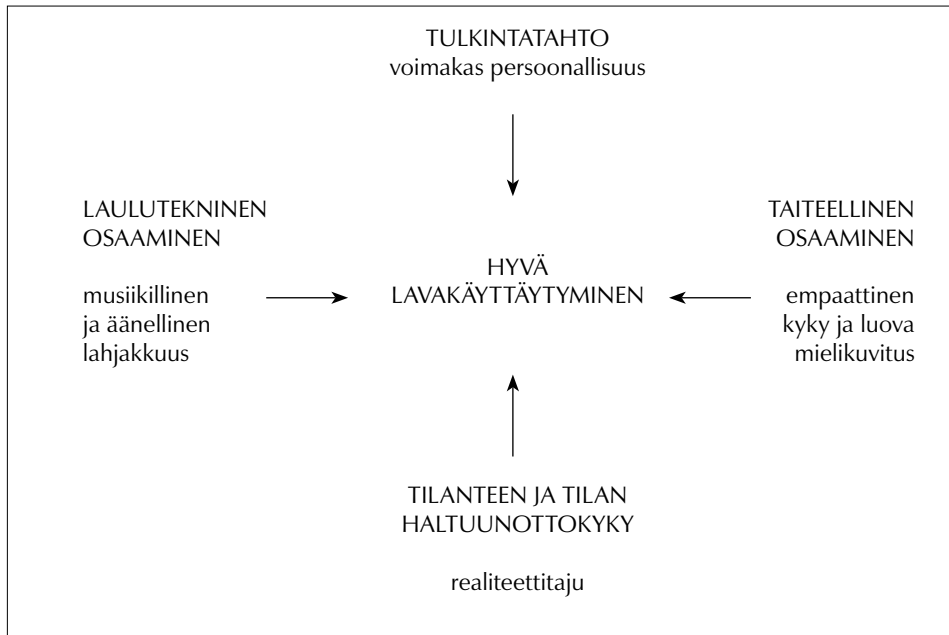 TULKINTATAHTO
voimakas persoonallisuus
LAULUTEKNINEN
OSAAMINEN
musiikillinen
ja äänellinen
lahjakkuus
HYVÄ
LAVAKÄYTTÄYTYMINEN
TAITEELLINEN
OSAAMINEN
empaattinen
kyky ja luova
mielikuvitus
TILANTEEN JA TILAN
HALTUUNOTTOKYKY
realiteettitaju